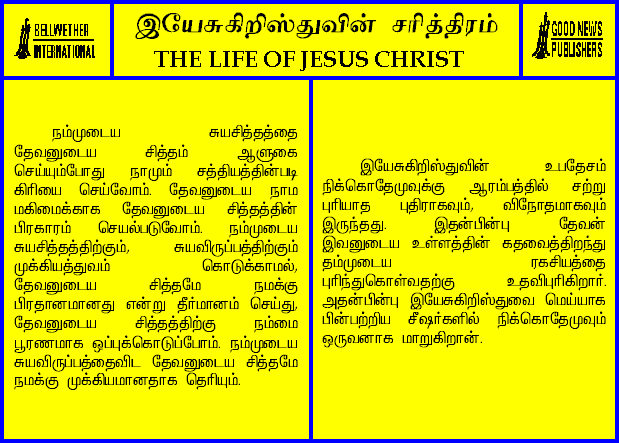 BELLWETHER
INTERNATIONAL
இயேசுகிறிஸ்துவின் சரித்திரம்
THE LIFE OF JESUS CHRIST
GOOD NEWS
PUBLISHERS
நம்முடைய சுயசித்தத்தை
தேவனுடைய சித்தம் ஆளுகை
செய்யும்போது நாமும் சத்தியத்தின்படி
கிரியை செய்வோம். தேவனுடைய நாம
மகிமைக்காக தேவனுடைய சித்தத்தின்
பிரகாரம் செயல்படுவோம். நம்முடைய
சுயசித்தத்திற்கும், சுயவிருப்பத்திற்கும்
முக்கியத்துவம் கொடுக்காமல்,
தேவனுடைய சித்தமே நமக்கு
பிரதானமானது என்று தீர்மானம் செய்து,
தேவனுடைய சித்தத்திற்கு நம்மை
பூரணமாக ஒப்புக்கொடுப்போம். நம்முடைய
சுயவிருப்பத்தைவிட தேவனுடைய சித்தமே
நமக்கு முக்கியமானதாக தெரியும்.
இயேசுகிறிஸ்துவின் உபதேசம்
நிக்கொதேமுவுக்கு ஆரம்பத்தில் சற்று
புரியாத புதிராகவும், விநோதமாகவும்
இருந்தது. இதன்பின்பு தேவன்
இவனுடைய உள்ளத்தின் கதவைத்திறந்து
தம்முடைய ரகசியத்தை
புரிந்துகொள்வதற்கு உதவிபுரிகிறார்.
அதன்பின்பு இயேசுகிறிஸ்துவை மெய்யாக
பின்பற்றிய சீஷர்களில் நிக்கொதேமுவும்
ஒருவனாக மாறுகிறான்.